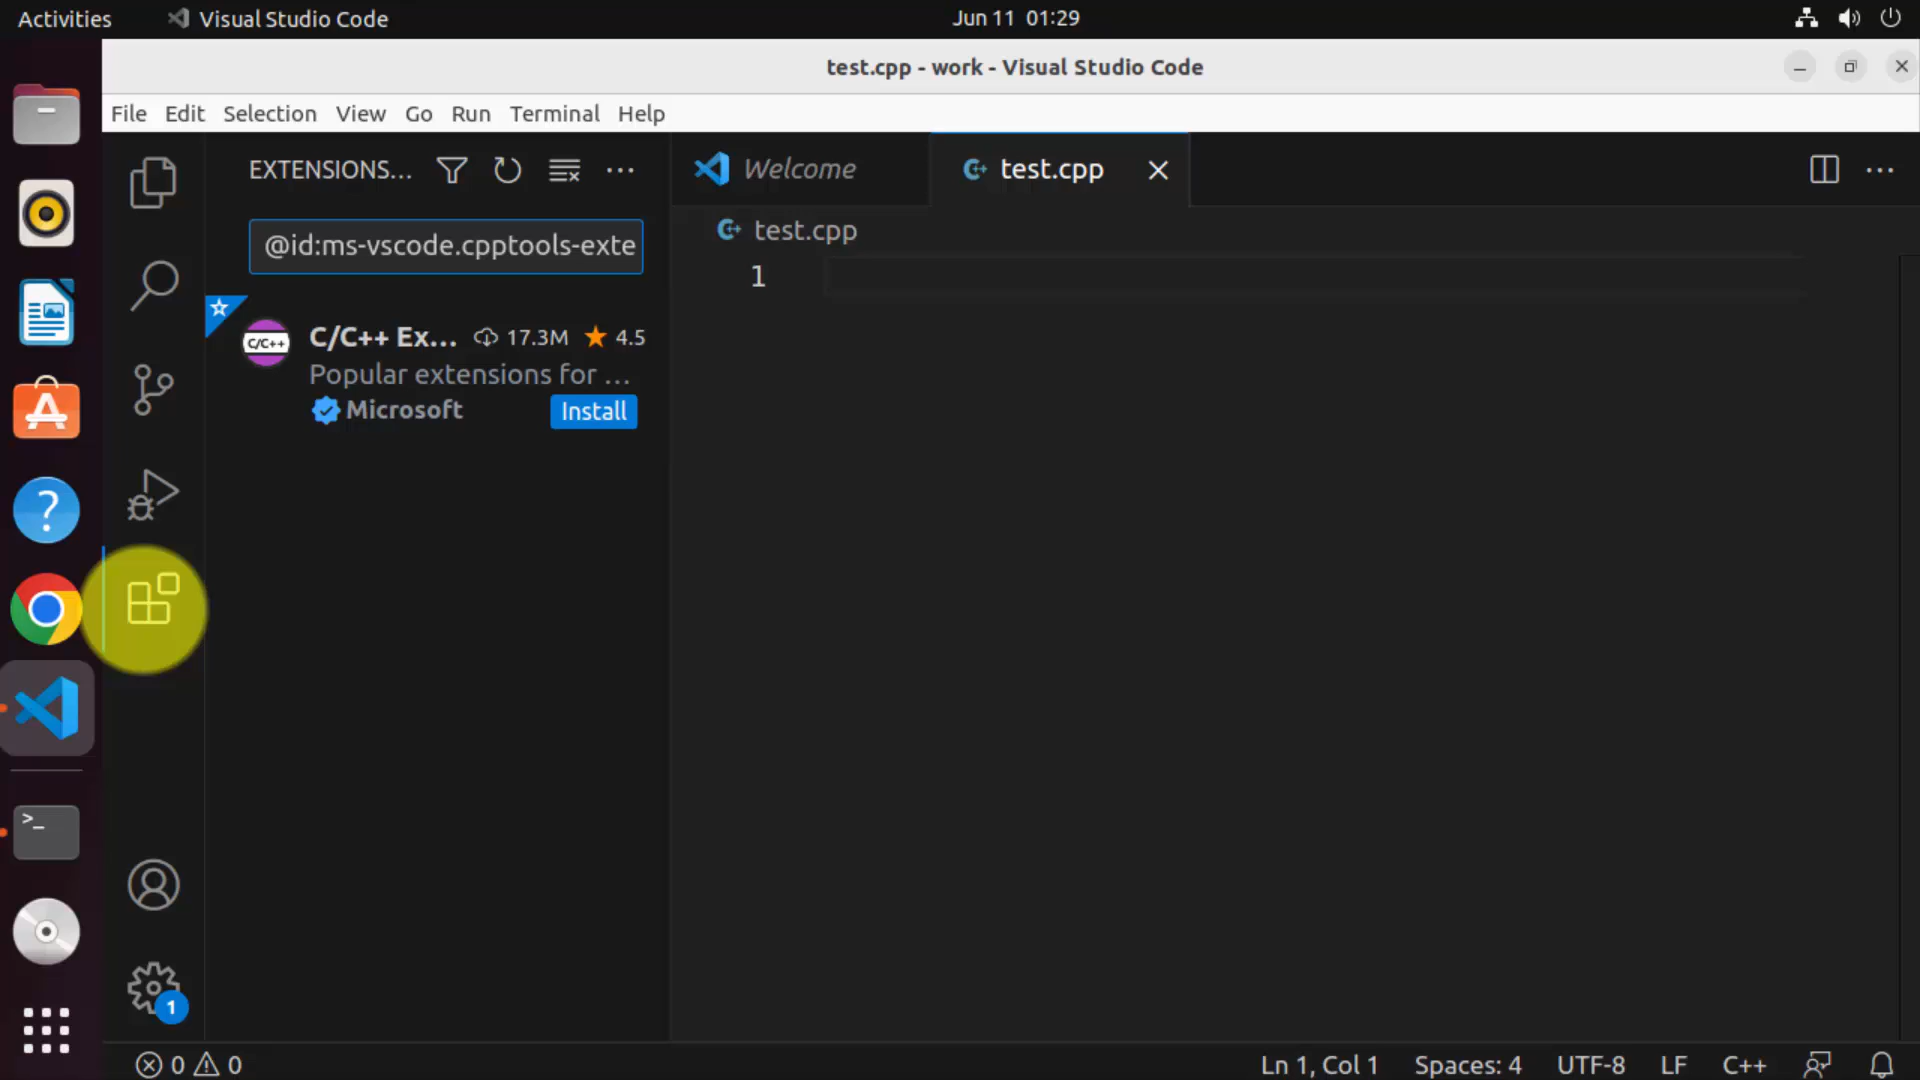 Activities
Visual Studio Code
Jun 11 01:29
test.cpp - work - Visual Studio Code
File Edit Selection View Go Run Terminal Help
EXTENSIONS...
Welcome
test.cpp
@id:ms-vscode.cpptools-exte
test.cpp
1
C/C++
C/C++ Ex... 17.3M 4.5
Popular extensions for ...
Microsoft
Install
?
>_
1
0 0
Ln 1, Col 1
Spaces: 4
UTF-8
LF
C++